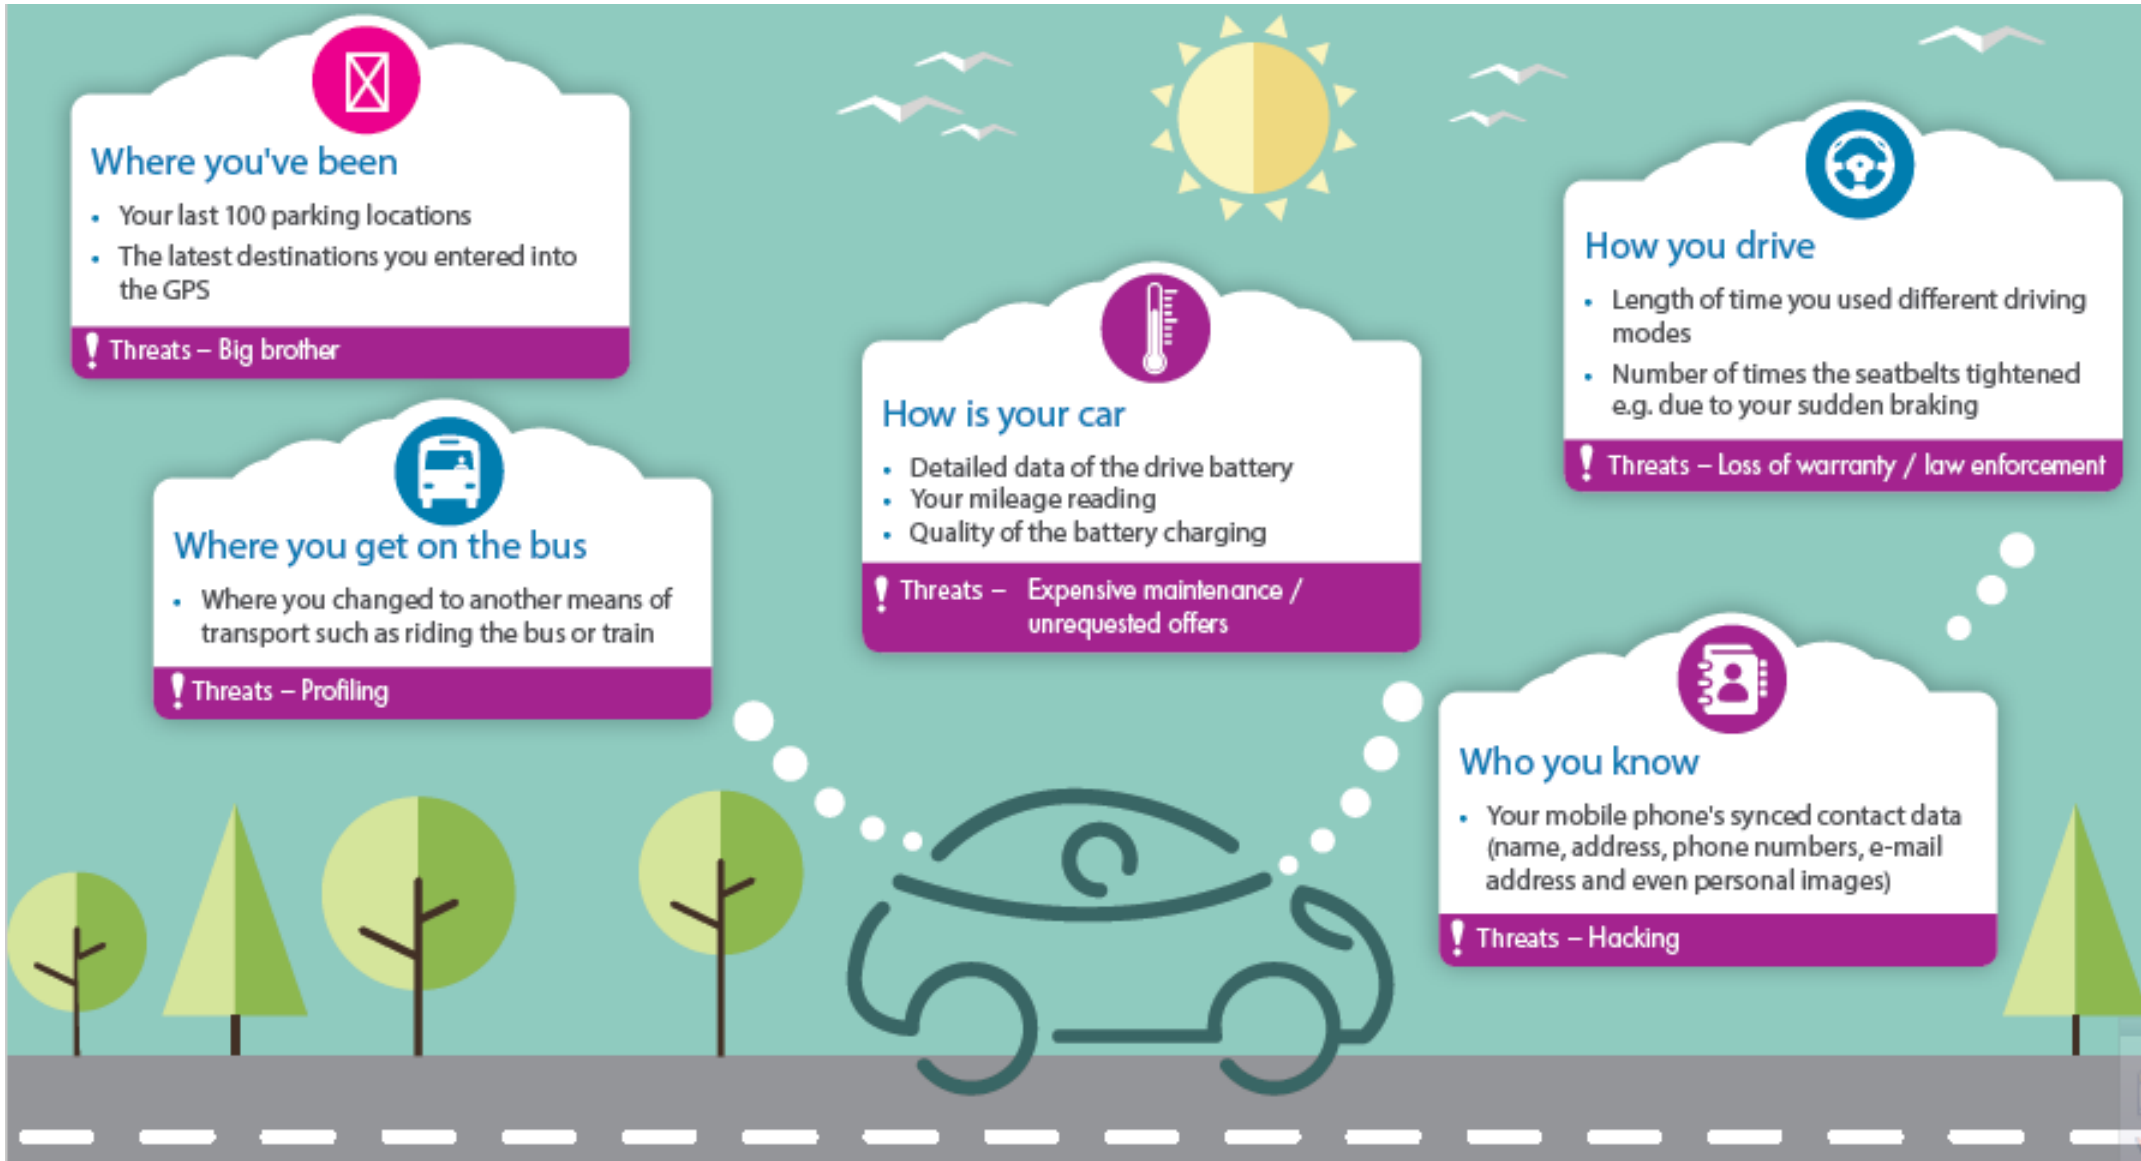 Where you've been
• Your last 100 parking locations
• The latest destinations you entered into
the GPS
! Threats – Big brother
Where you get on the bus
• Where you changed to another means of
transport such as riding the bus or train
! Threats – Profiling
How is your car
• Detailed data of the drive battery
• Your mileage reading
• Quality of the battery charging
! Threats – Expensive maintenance /
unrequested offers
How you drive
• Length of time you used different driving
modes
• Number of times the seatbelts tightened
e.g. due to your sudden braking
! Threats – Loss of warranty / law enforcement
Who you know
• Your mobile phone's synced contact data
(name, address, phone numbers, e-mail
address and even personal images)
! Threats – Hacking